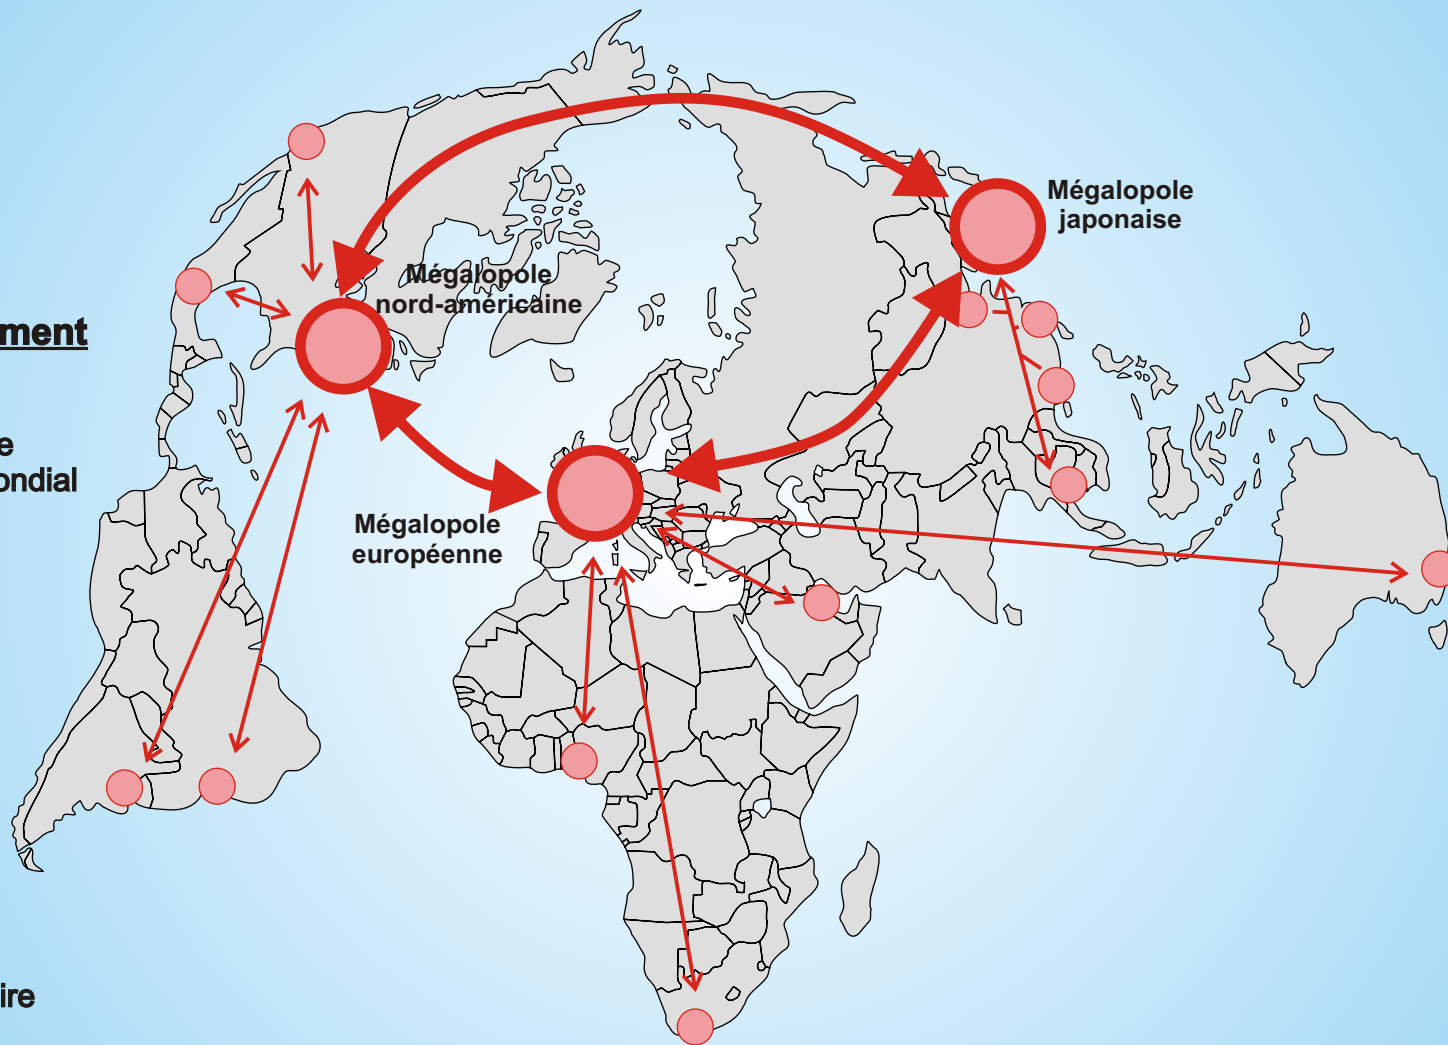 Mégalopole
japonaise
Mégalopole
nord-américaine
ment
e
ondial
Mégalopole
européenne
ire